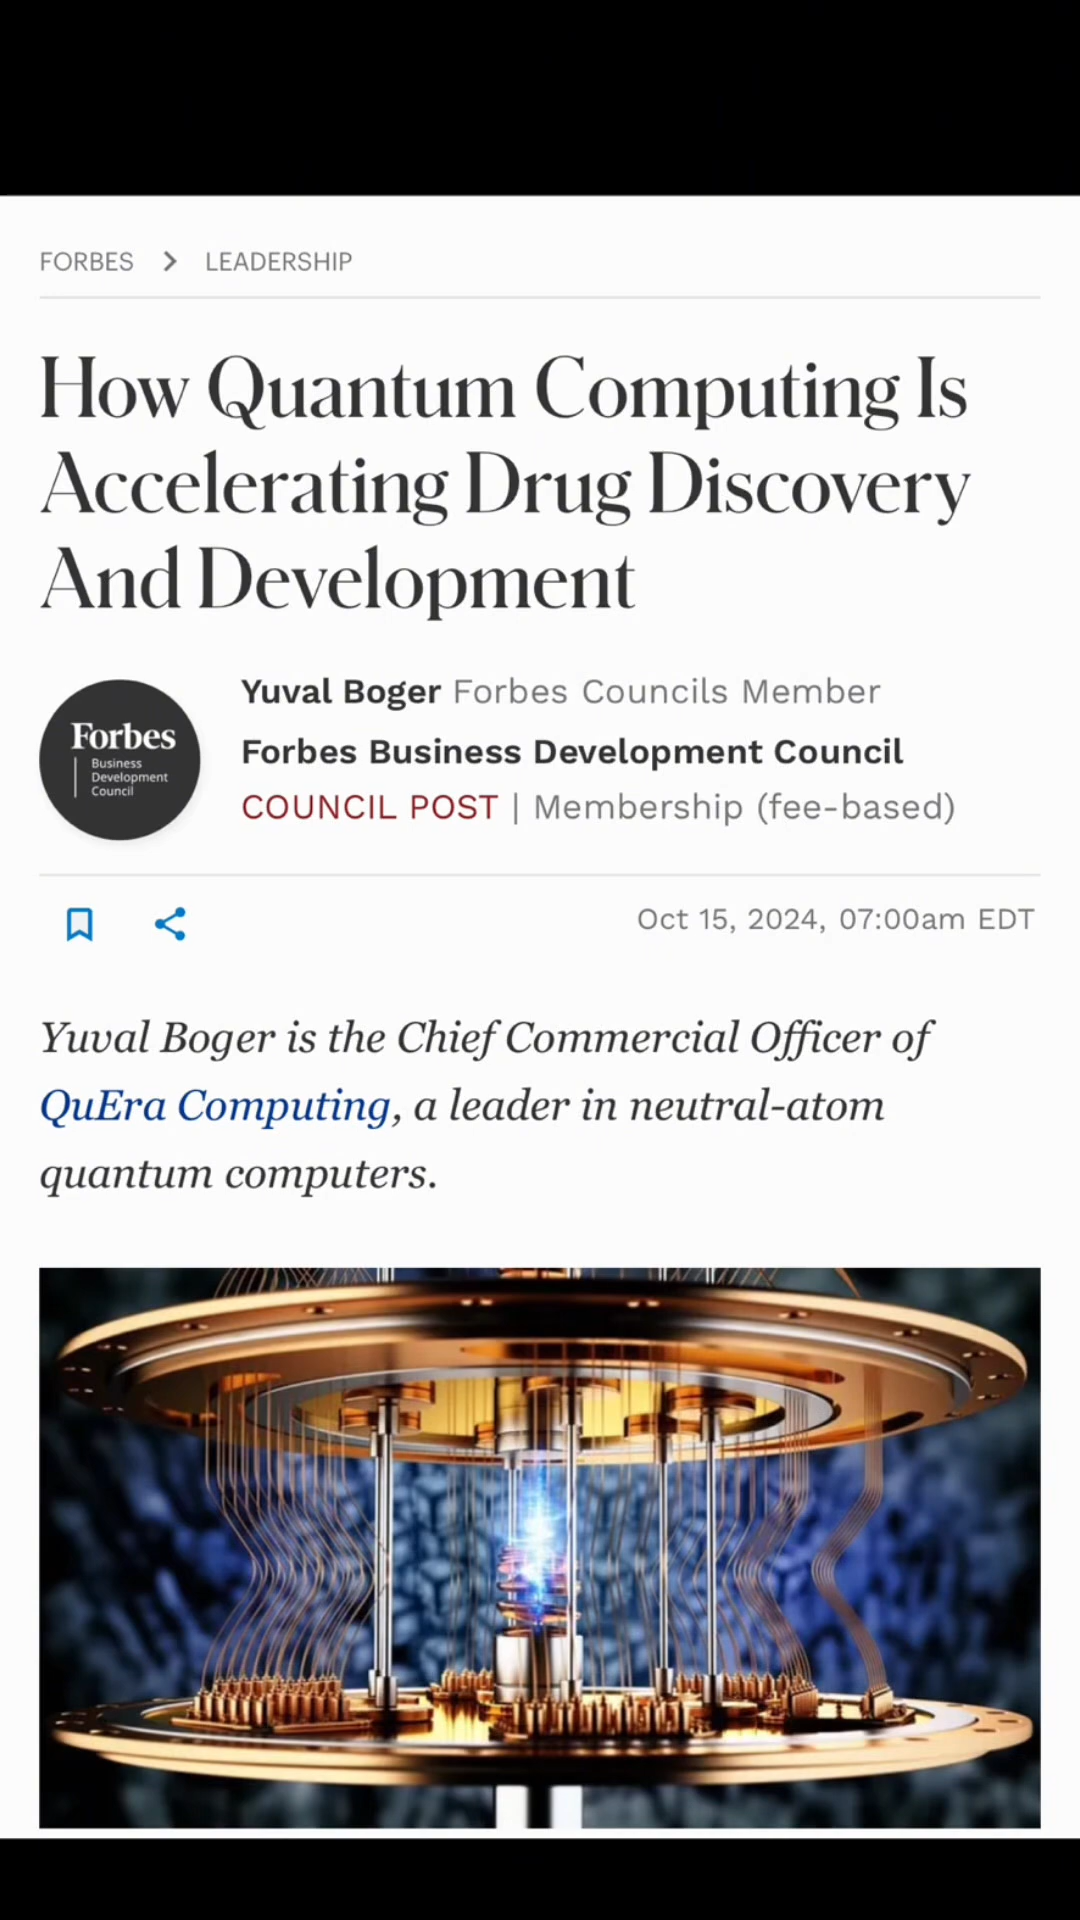 FORBES > LEADERSHIP
How Quantum Computing Is
Accelerating Drug Discovery
And Development
Forbes
Business
Development
Council
Yuval Boger Forbes Councils Member
Forbes Business Development Council
COUNCIL POST | Membership (fee-based)
Oct 15, 2024, 07:00am EDT
Yuval Boger is the Chief Commercial Officer of
QuEra Computing, a leader in neutral-atom
quantum computers.